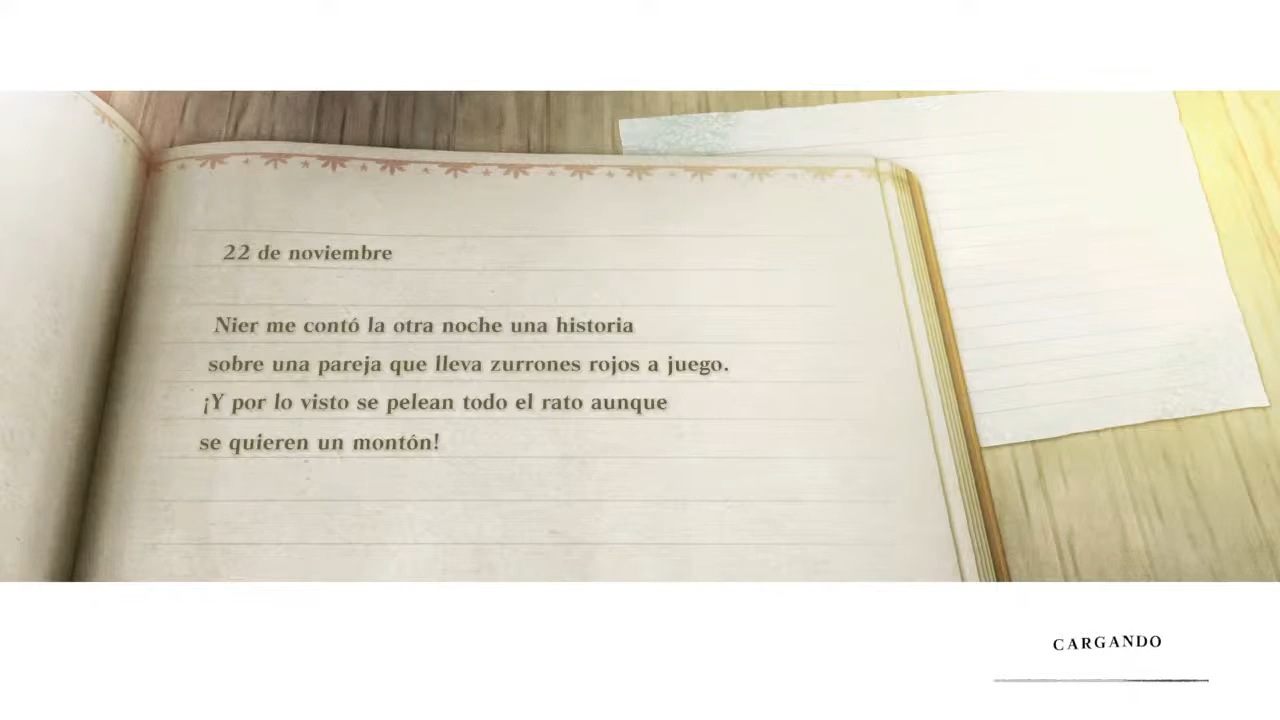 22 de noviembre
Nier me contó la otra noche una historia
sobre una pareja que lleva zurrones rojos a juego.
¡Y por lo visto se pelean todo el rato aunque
se quieren un montón!
CARGANDO